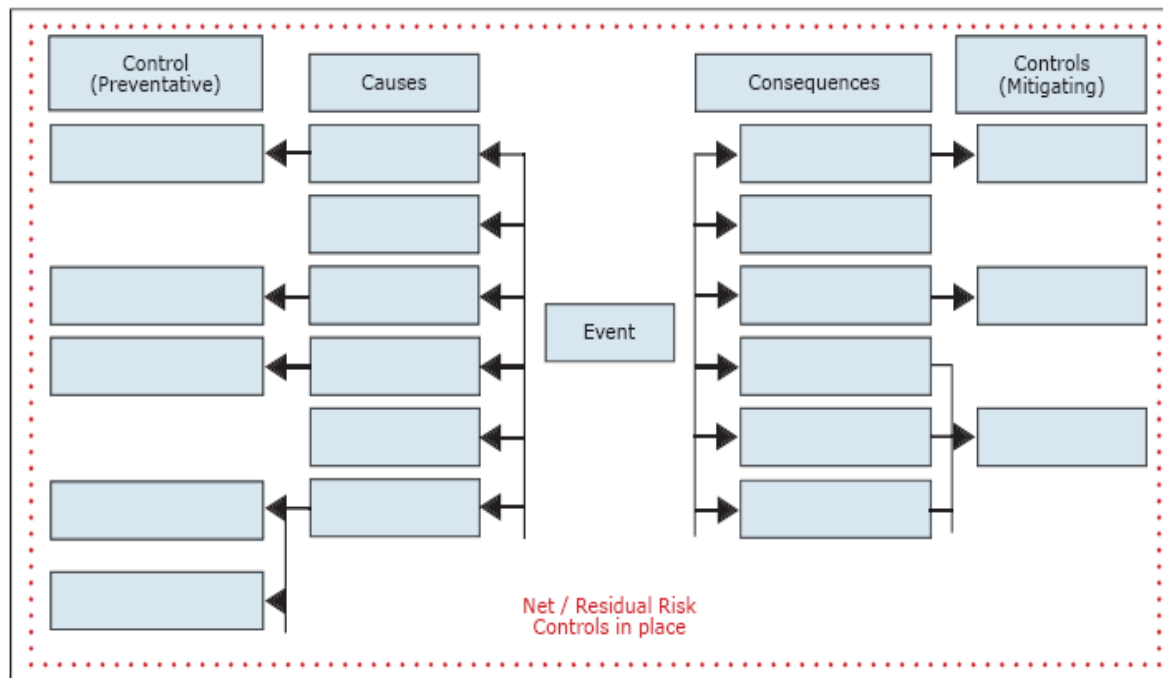 Control
(Preventative)
Causes
Consequences
Controls
(Mitigating)
Event
Net / Residual Risk
Controls in place